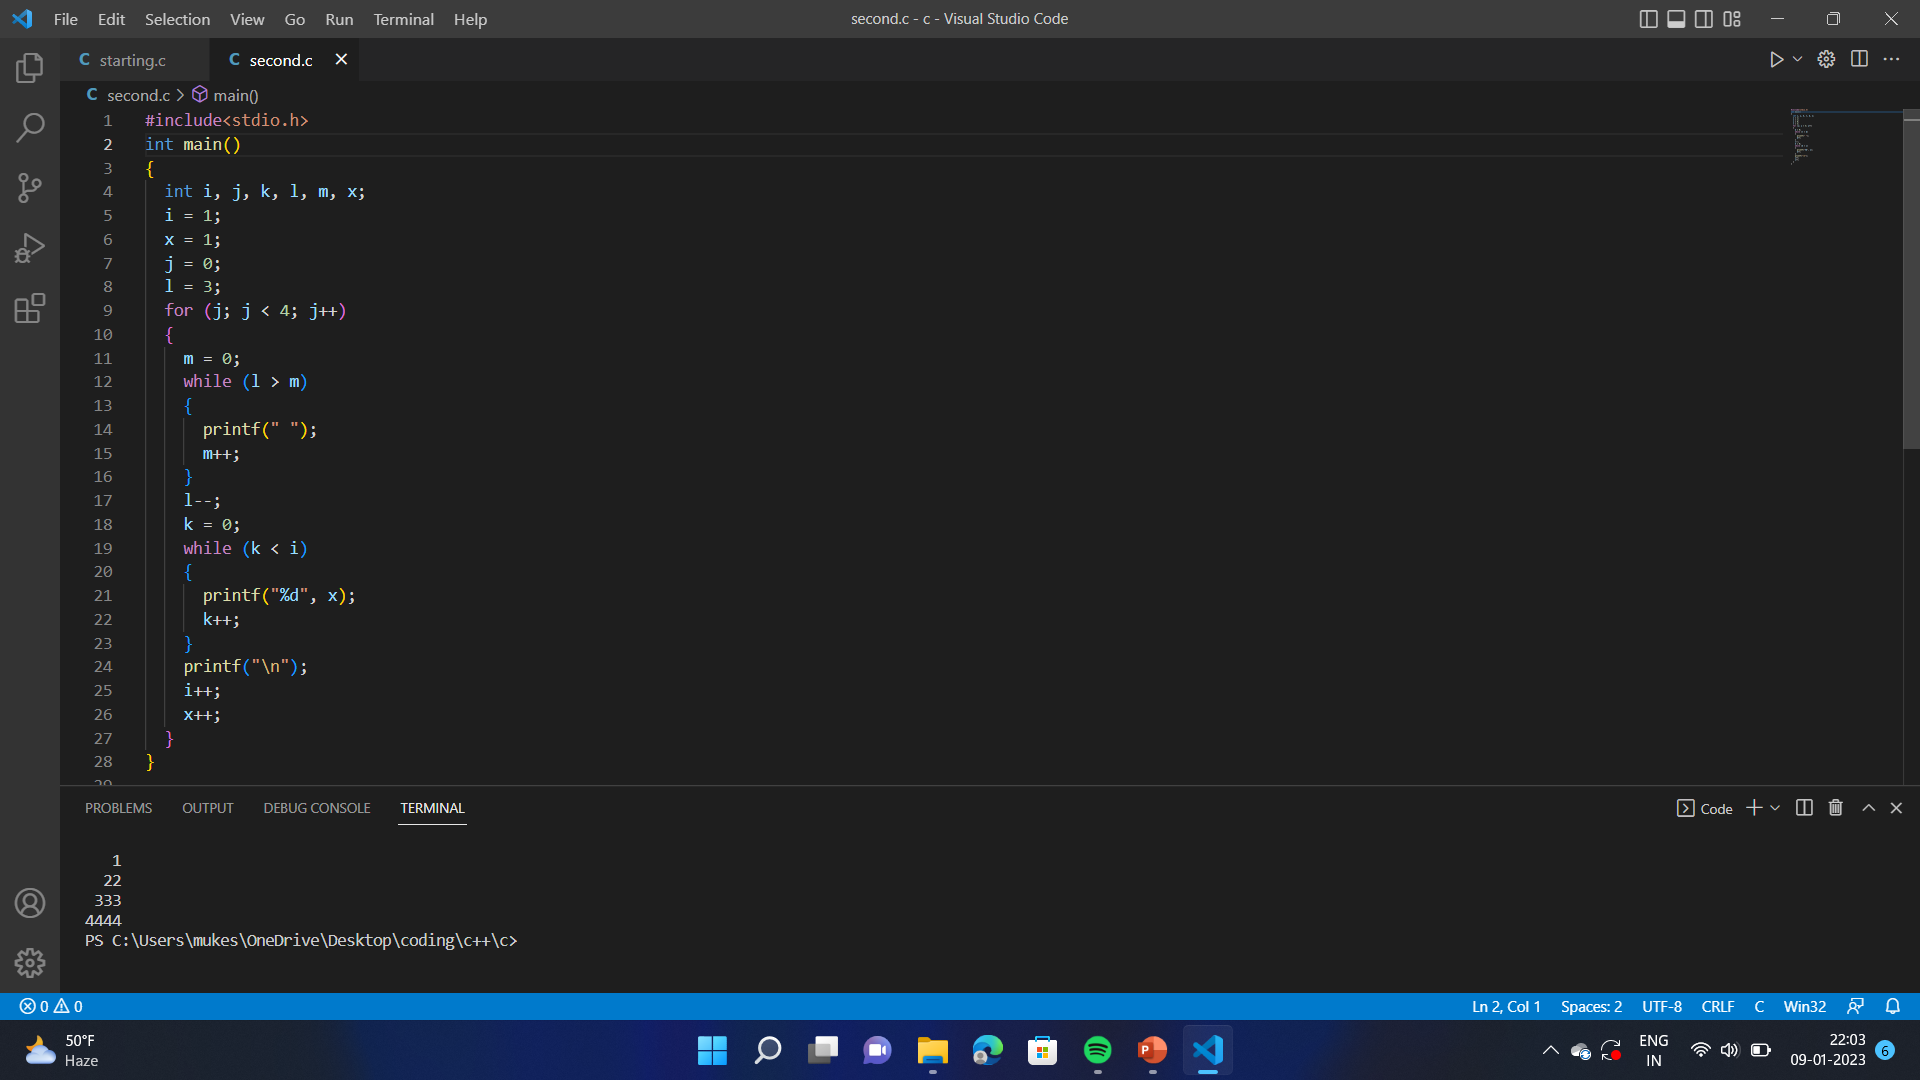 File Edit Selection View Go Run Terminal Help
second.c - c - Visual Studio Code
C starting.c
C second.c
C second.c > main()
1 #include<stdio.h>
2 int main()
3 {
4 int i, j, k, l, m, x;
5 i = 1;
6 x = 1;
7 j = 0;
8 l = 3;
9 for (j; j < 4; j++)
10 {
11 m = 0;
12 while (l > m)
13 {
14 printf(" ");
15 m++;
16 }
17 l--;
18 k = 0;
19 while (k < i)
20 {
21 printf("%d", x);
22 k++;
23 }
24 printf("\n");
25 i++;
26 x++;
27 }
28 }
29
PROBLEMS OUTPUT DEBUG CONSOLE TERMINAL
Code
1
22
333
4444
PS C:\Users\mukes\OneDrive\Desktop\coding\c++\c>
0 0
Ln 2, Col 1 Spaces: 2 UTF-8 CRLF C Win32
50°F
Haze
ENG
IN
22:03
09-01-2023
6